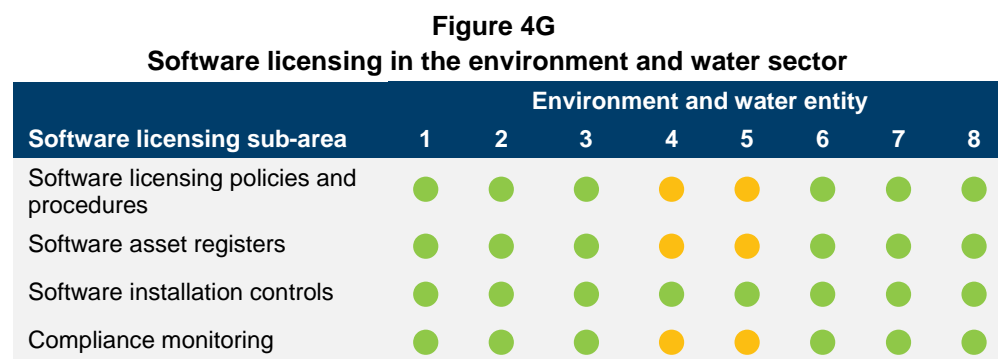 Figure 4G
Software licensing in the environment and water sector
Environment and water entity
Software licensing sub-area 1 2 3 4 5 6 7 8
Software licensing policies and
procedures
Software asset registers
Software installation controls
Compliance monitoring